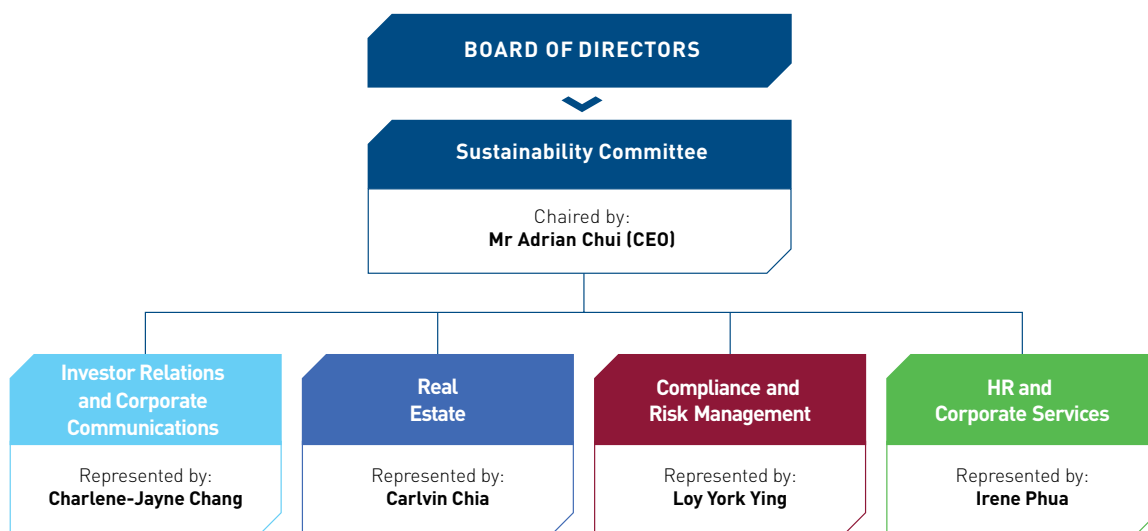 BOARD OF DIRECTORS
Sustainability Committee
Chaired by:
Mr Adrian Chui (CEO)
Investor Relations
and Corporate
Communications
Represented by:
Charlene-Jayne Chang
Real
Estate
Represented by:
Carlvin Chia
Compliance and
Risk Management
Represented by:
Loy York Ying
HR and
Corporate Services
Represented by:
Irene Phua